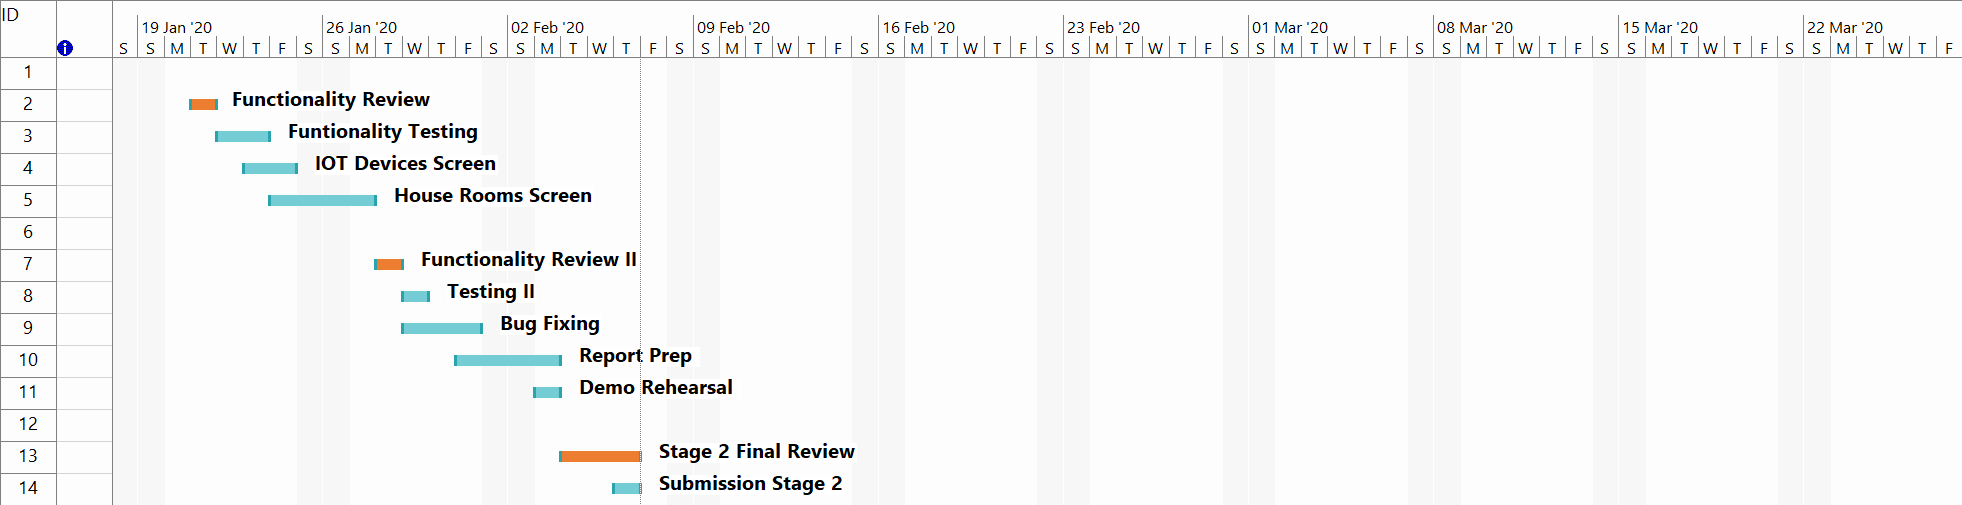 ID
19 Jan '20 26 Jan '20 02 Feb '20 09 Feb '20 16 Feb '20 23 Feb '20 01 Mar '20 08 Mar '20 15 Mar '20 22 Mar '20
i S S M T W T F S S M T W T F S S M T W T F S S M T W T F S S M T W T F S S M T W T F S S M T W T F S S M T W T F S S M T W T F S S M T W T F
1
2 Functionality Review
3 Funtionality Testing
4 IOT Devices Screen
5 House Rooms Screen
6
7 Functionality Review II
8 Testing II
9 Bug Fixing
10 Report Prep
11 Demo Rehearsal
12
13 Stage 2 Final Review
14 Submission Stage 2